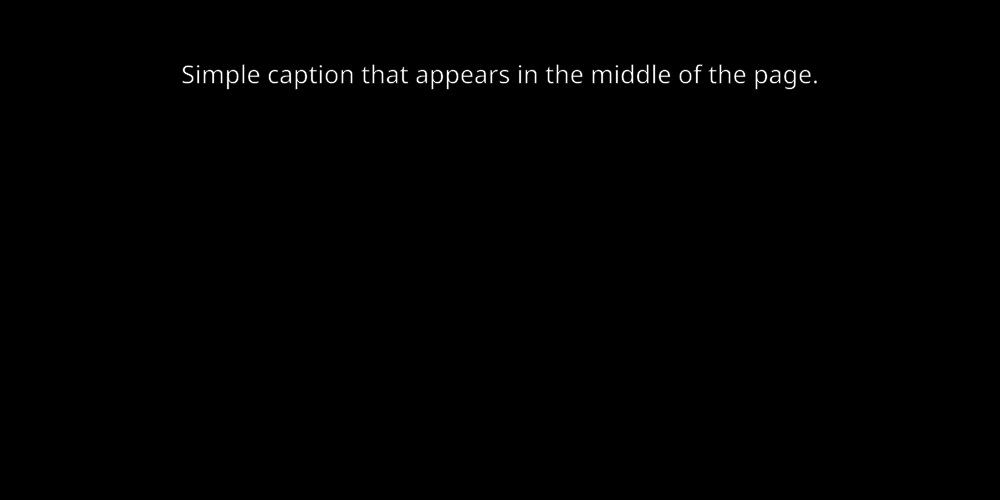 Simple caption that appears in the middle of the page.